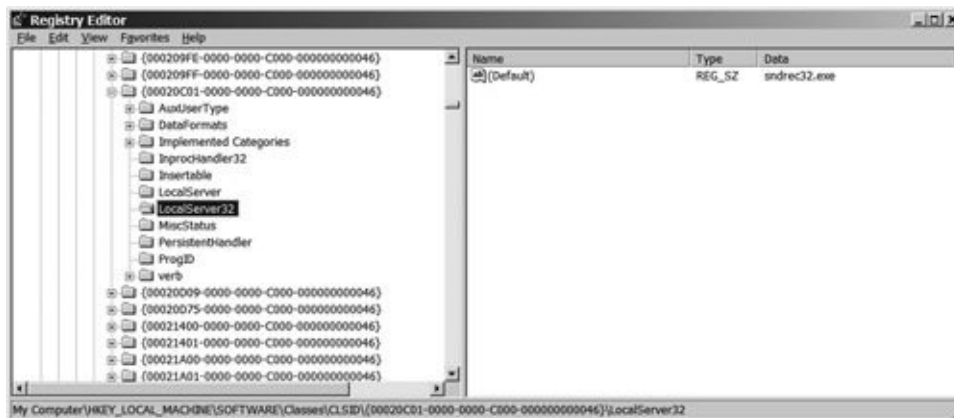 Registry Editor
File Edit View Favorites Help
{000209FE-0000-0000-C000-000000000046}
{000209FF-0000-0000-C000-000000000046}
{00020C01-0000-0000-C000-000000000046}
AuxUserType
DataFormats
Implemented Categories
InprocHandler32
Insertable
LocalServer
LocalServer32
MiscStatus
PersistentHandler
ProgID
verb
{00020D09-0000-0000-C000-000000000046}
{00020D75-0000-0000-C000-000000000046}
{00021400-0000-0000-C000-000000000046}
{00021401-0000-0000-C000-000000000046}
{00021A00-0000-0000-C000-000000000046}
{00021A01-0000-0000-C000-000000000046}
Name Type Data
ab (Default) REG_SZ sndrec32.exe
My Computer\HKEY_LOCAL_MACHINE\SOFTWARE\Classes\CLSID\{00020C01-0000-0000-C000-000000000046}\LocalServer32